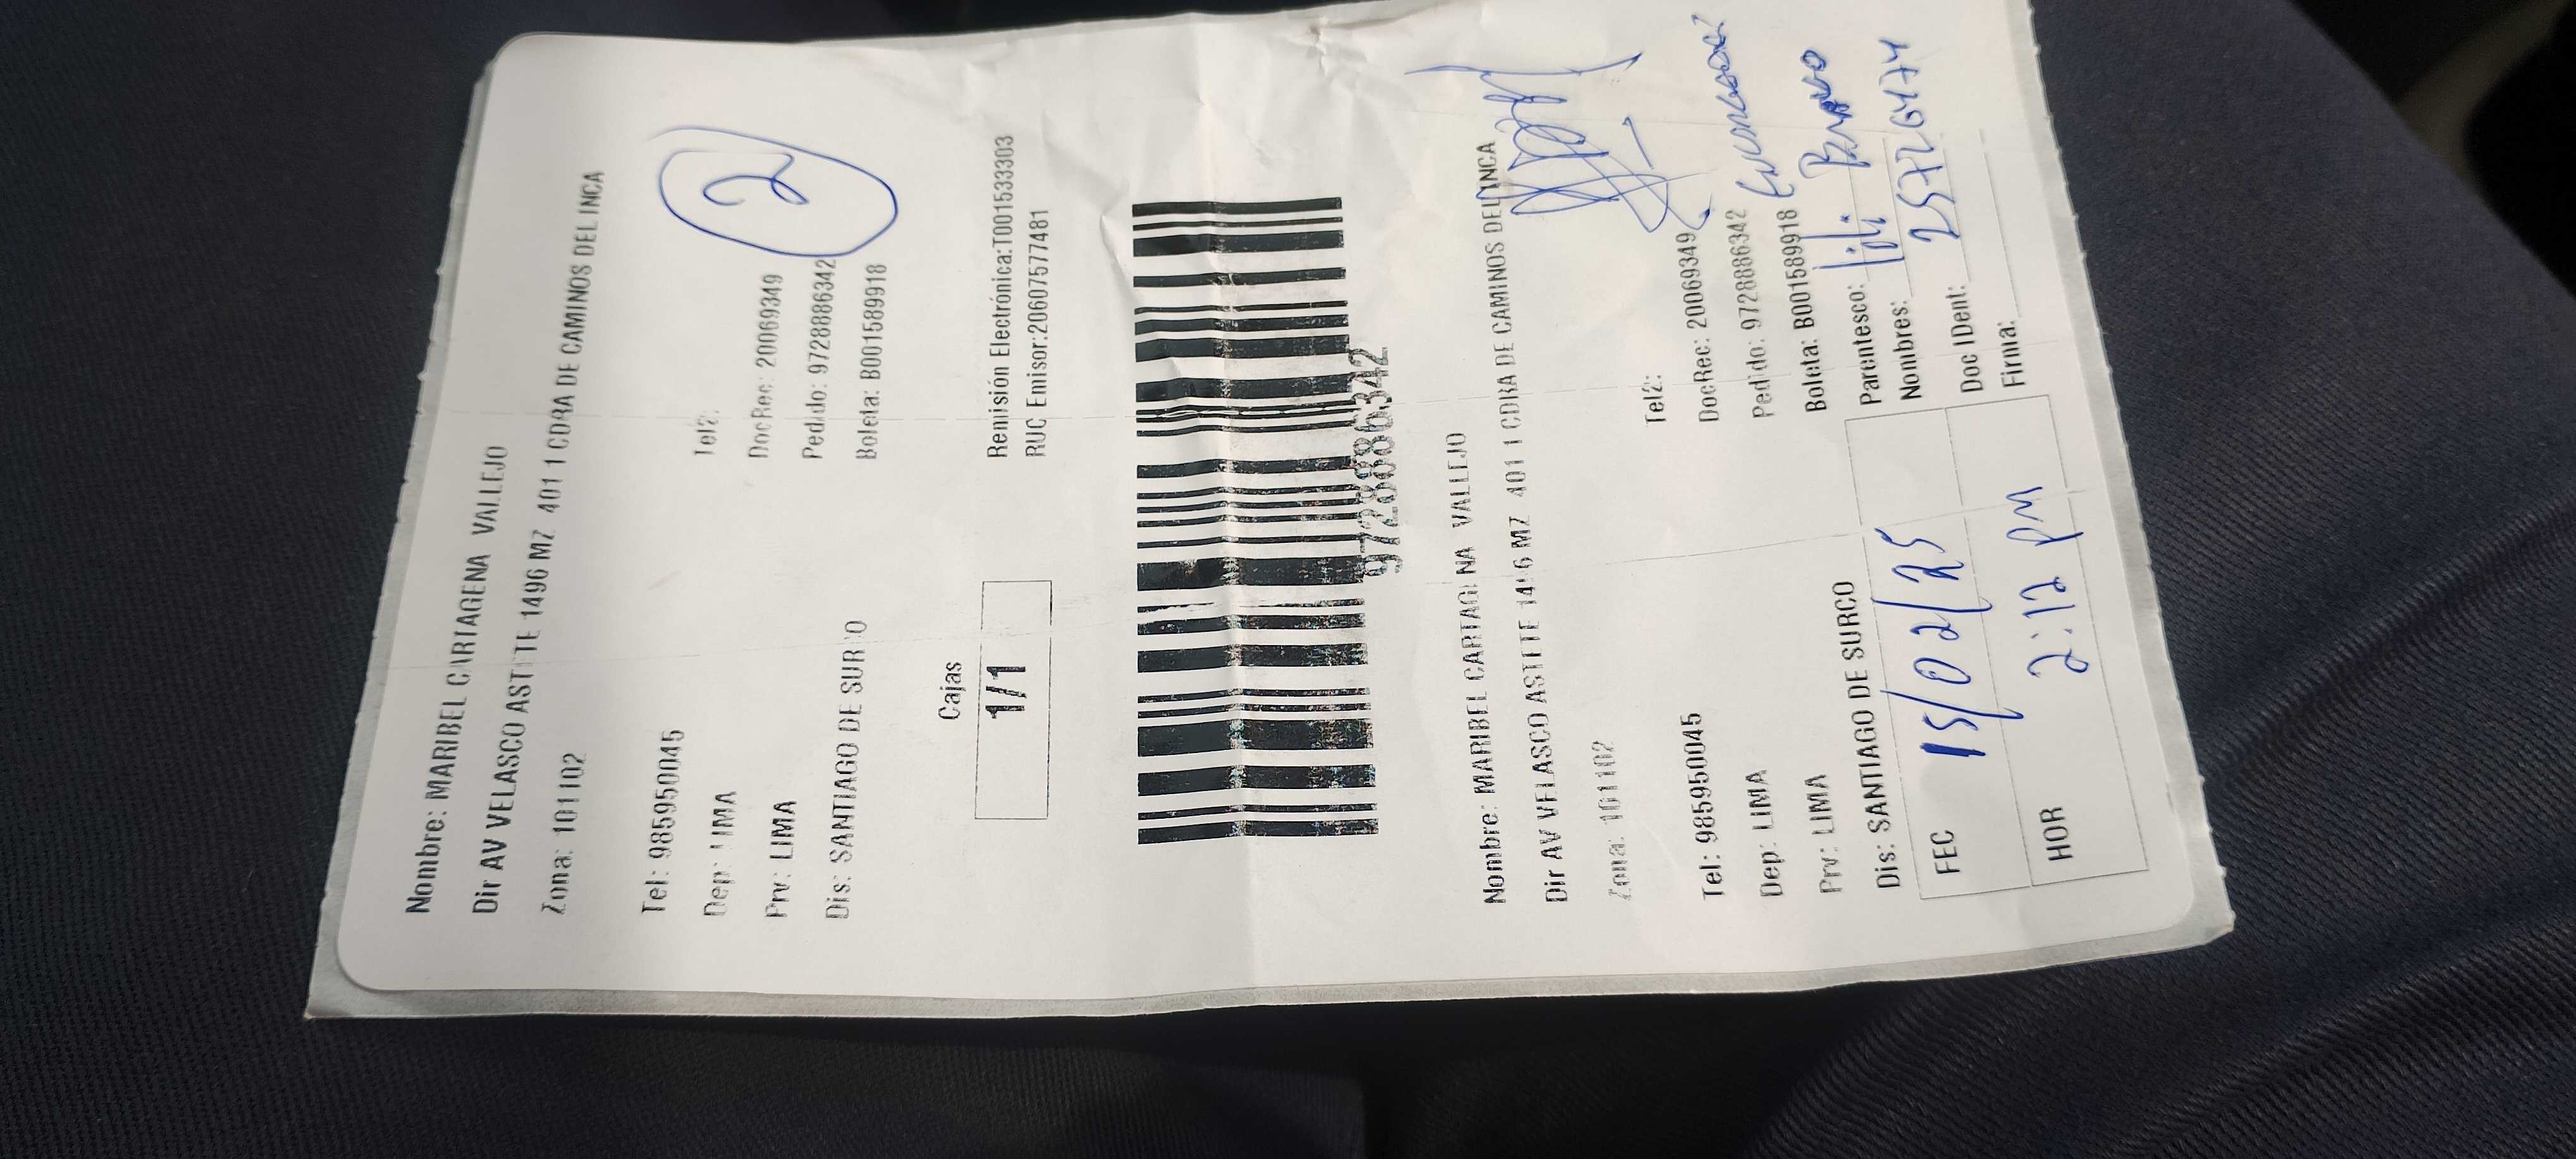 Nombre: MARIBEL CARTAGENA VALLEJO
Dir AV VELASCO ASTETE 1496 MZ 401 1 CDRA DE CAMINOS DEL INCA
Zona: 101102
Tel: 985950045
Tel2:
Dep: LIMA
DocRec: 20069349
Prv: LIMA
Pedido: 9728886342
Dis: SANTIAGO DE SURCO
Boleta: B001589918
2
Cajas
1/1
Remisión Electrónica:T001533303
RUC Emisor:20607577481
9728886342
Nombre: MARIBEL CARTAGENA VALLEJO
Dir AV VELASCO ASTETE 1496 MZ 401 1 CDRA DE CAMINOS DEL INCA
Zona: 101102
Tel: 985950045
Tel2:
Dep: LIMA
DocRec: 20069349
Prv: LIMA
Pedido: 9728886342
Dis: SANTIAGO DE SURCO
Boleta: B001589918
FEC 15/02/25
HOR 2:12 PM
Parentesco:
Nombres:
Doc IDent:
Firma: